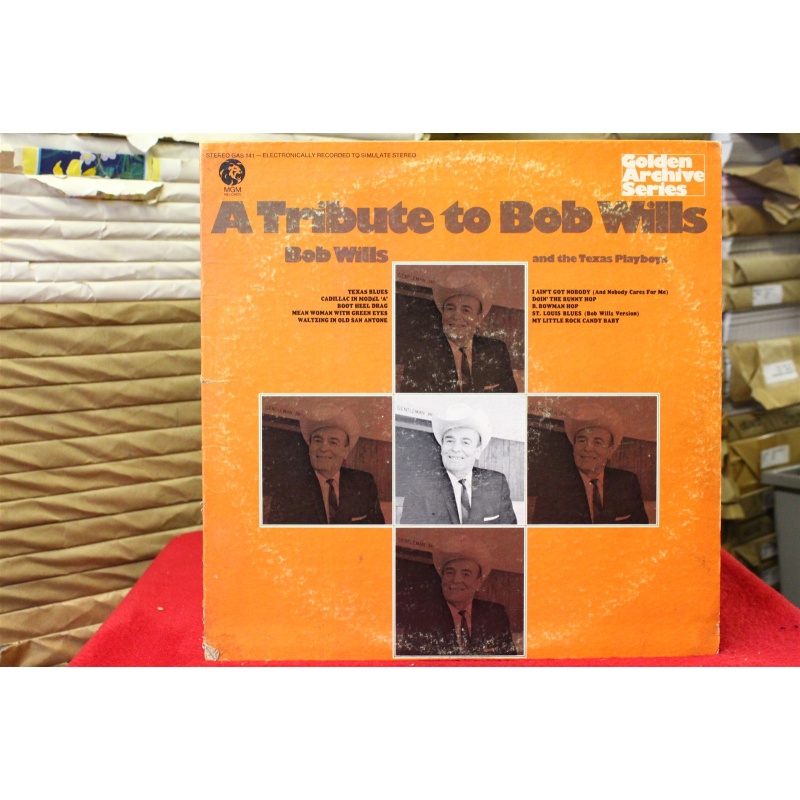 STEREO GAS 141 — ELECTRONICALLY RECORDED TO SIMULATE STEREO
MGM
Golden
Archive
Series
A Tribute to Bob Wills
Bob Wills
and the Texas Playboys
TEXAS BLUES
CADILLAC IN MODEL 'A'
BOOT HEEL DRAG
MEAN WOMAN WITH GREEN EYES
WALTZING IN OLD SAN ANTONE
I AIN'T GOT NOBODY (And Nobody Cares For Me)
DOIN' THE BUNNY HOP
B. BOWMAN HOP
ST. LOUIS BLUES (Bob Wills Version)
MY LITTLE ROCK CANDY BABY